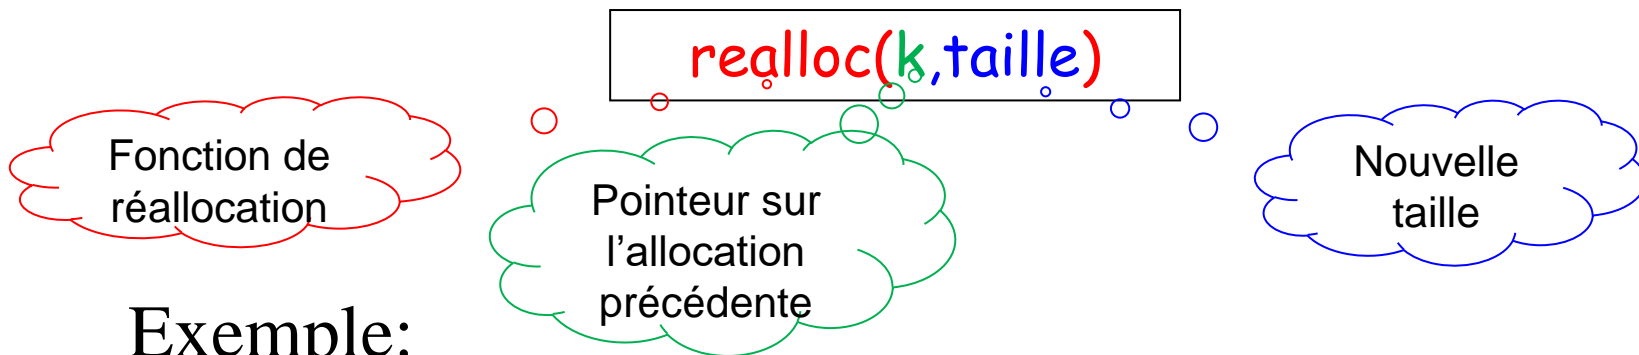 realloc(k,taille)
Fonction de
réallocation
Pointeur sur
l’allocation
précédente
Nouvelle
taille
Exemple: